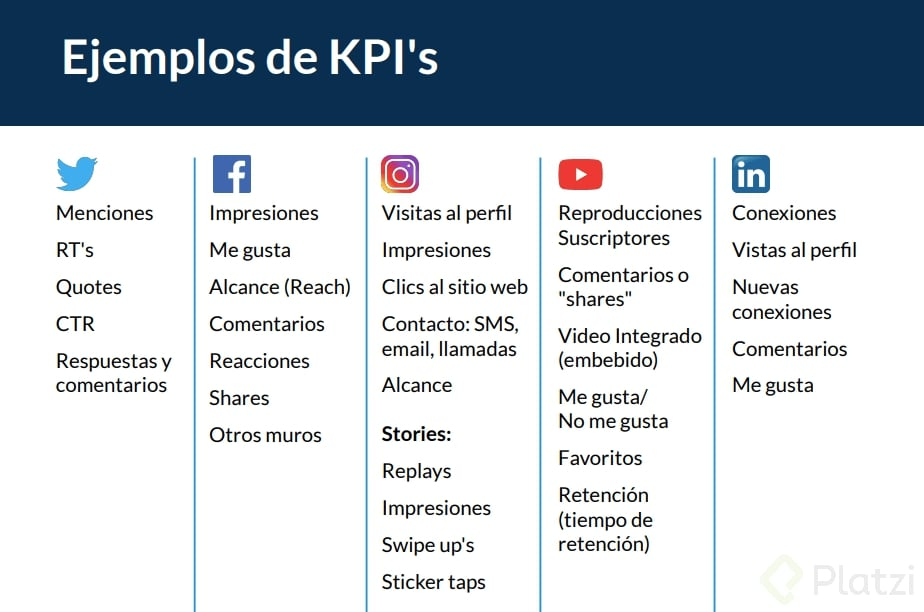 Ejemplos de KPI's
Menciones
RT's
Quotes
CTR
Respuestas y
comentarios
Impresiones
Me gusta
Alcance (Reach)
Comentarios
Reacciones
Shares
Otros muros
Visitas al perfil
Impresiones
Clics al sitio web
Contacto: SMS,
email, llamadas
Alcance
Stories:
Replays
Impresiones
Swipe up's
Sticker taps
Reproducciones
Suscriptores
Comentarios o
"shares"
Video Integrado
(embebido)
Me gusta/
No me gusta
Favoritos
Retención
(tiempo de
retención)
in
Conexiones
Vistas al perfil
Nuevas
conexiones
Comentarios
Me gusta
Platzi